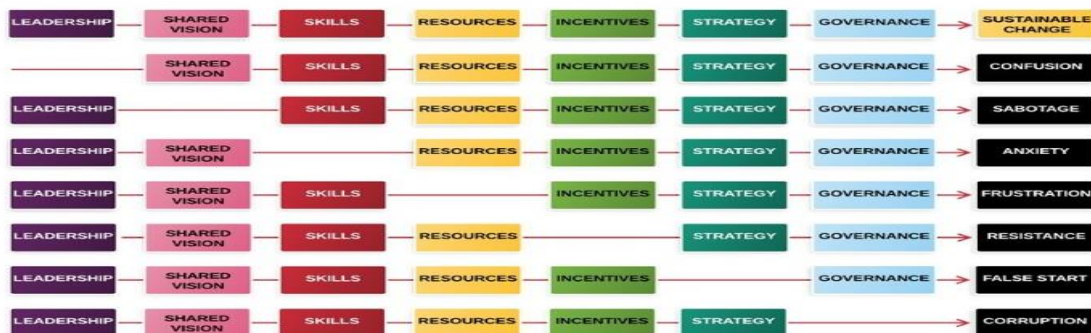 LEADERSHIP SHARED VISION SKILLS RESOURCES INCENTIVES STRATEGY GOVERNANCE SUSTAINABLE CHANGE
SHARED VISION SKILLS RESOURCES INCENTIVES STRATEGY GOVERNANCE CONFUSION
LEADERSHIP SKILLS RESOURCES INCENTIVES STRATEGY GOVERNANCE SABOTAGE
LEADERSHIP SHARED VISION RESOURCES INCENTIVES STRATEGY GOVERNANCE ANXIETY
LEADERSHIP SHARED VISION SKILLS INCENTIVES STRATEGY GOVERNANCE FRUSTRATION
LEADERSHIP SHARED VISION SKILLS RESOURCES STRATEGY GOVERNANCE RESISTANCE
LEADERSHIP SHARED VISION SKILLS RESOURCES INCENTIVES GOVERNANCE FALSE START
LEADERSHIP SHARED VISION SKILLS RESOURCES INCENTIVES STRATEGY CORRUPTION